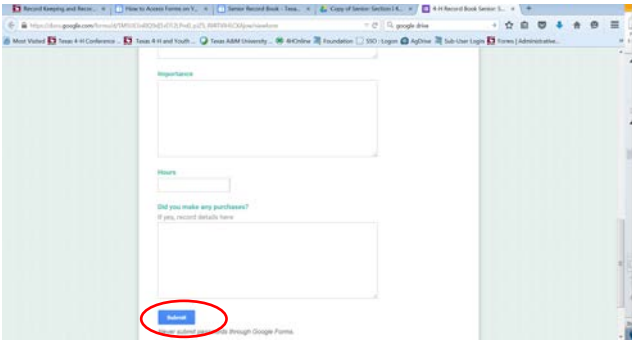 Record Keeping and Recor... × How to Access Forms on Y... × Senior Record Book - Texa... × Copy of Senior: Section I K... × 4-H Record Book Senior: S... × +
google drive
Most Visited Texas 4-H Conference ... Texas 4-H and Youth ... Texas A&M University ... 4HOnline Foundation SSO - Logon AgDrive Sub-User Login Forms | Administrative...
Importance
Hours
Did you make any purchases?
If yes, record details here
Submit
Never submit passwords through Google Forms.